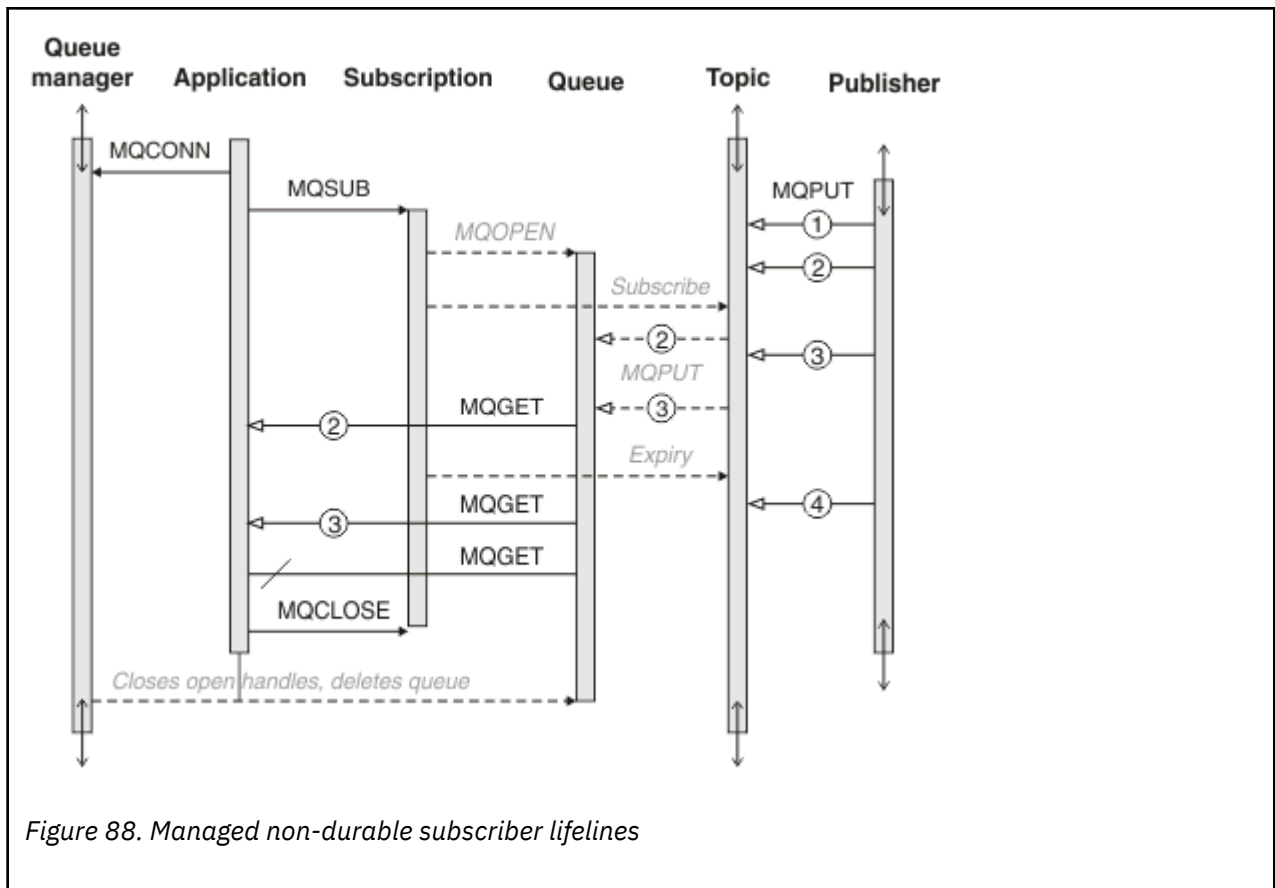 Queue
manager
Application
Subscription
Queue
Topic
Publisher
MQCONN
MQSUB
MQPUT
1
MQOPEN
2
Subscribe
2
3
MQPUT
MQGET
3
2
Expiry
MQGET
4
3
MQGET
MQCLOSE
Closes open handles, deletes queue
Figure 88. Managed non-durable subscriber lifelines